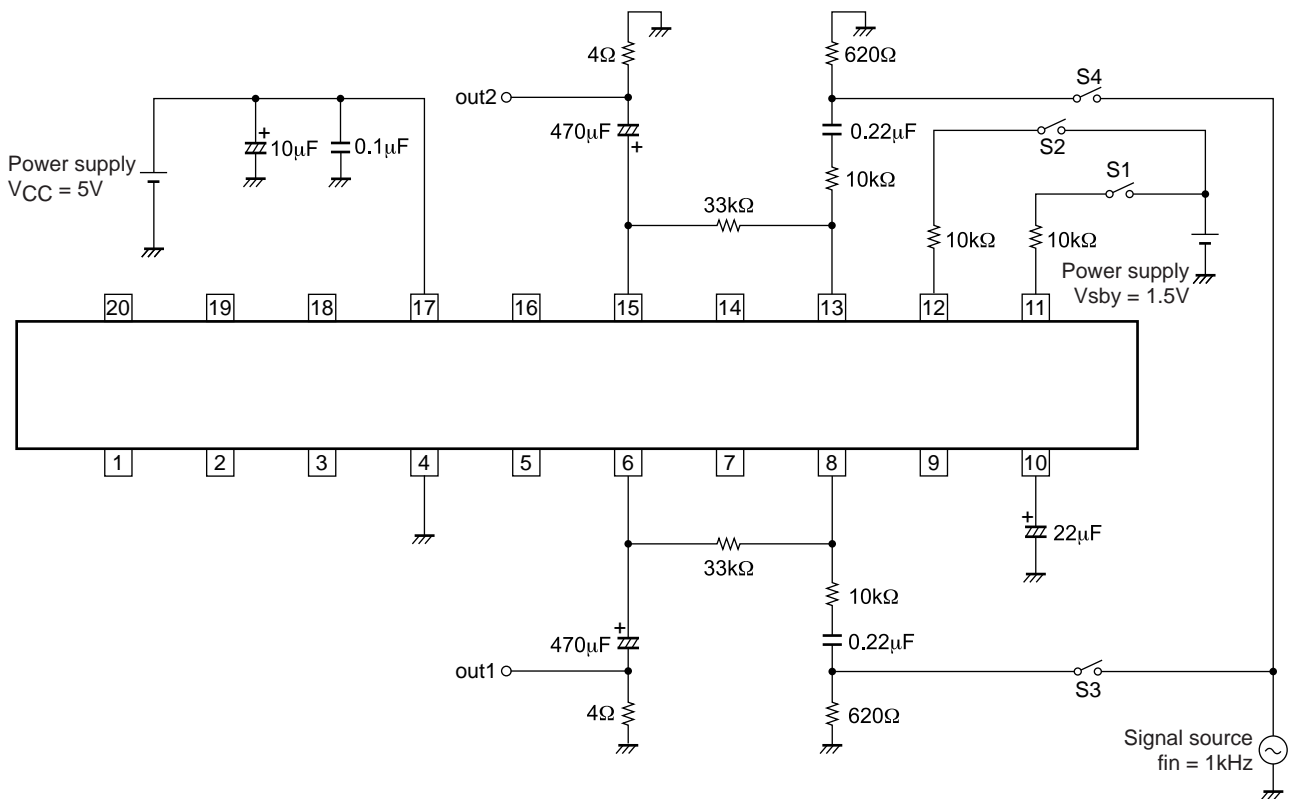 4Ω
620Ω
S4
out2
470μF
+
0.22μF
S2
+
10μF
0.1μF
Power supply
VCC = 5V
10kΩ
S1
33kΩ
10kΩ
10kΩ
Power supply
Vsby = 1.5V
20
19
18
17
16
15
14
13
12
11
1
2
3
4
5
6
7
8
9
10
+
22μF
33kΩ
10kΩ
+
470μF
0.22μF
out1
S3
4Ω
620Ω
Signal source
fin = 1kHz